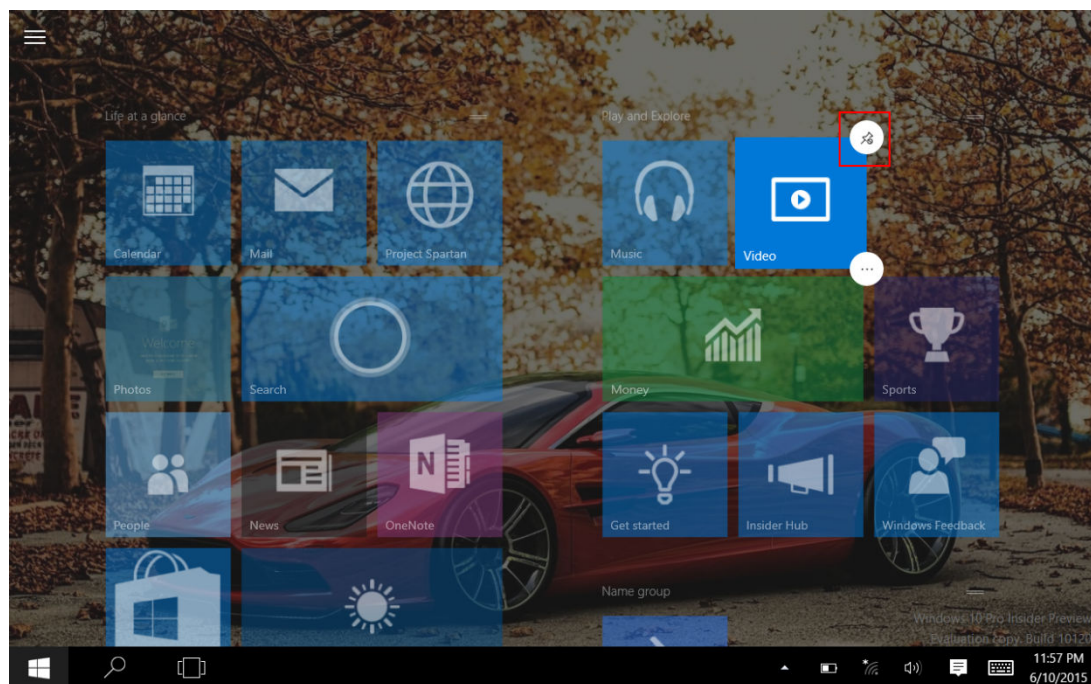 Life at a glance
Play and Explore
Calendar
Mail
Project Spartan
Music
Video
Welcome
Photos
Search
Money
Sports
People
News
N
OneNote
Get started
Insider Hub
Windows Feedback
Name group
Windows 10 Pro Insider Preview
Evaluation copy. Build 10120
11:57 PM
6/10/2015